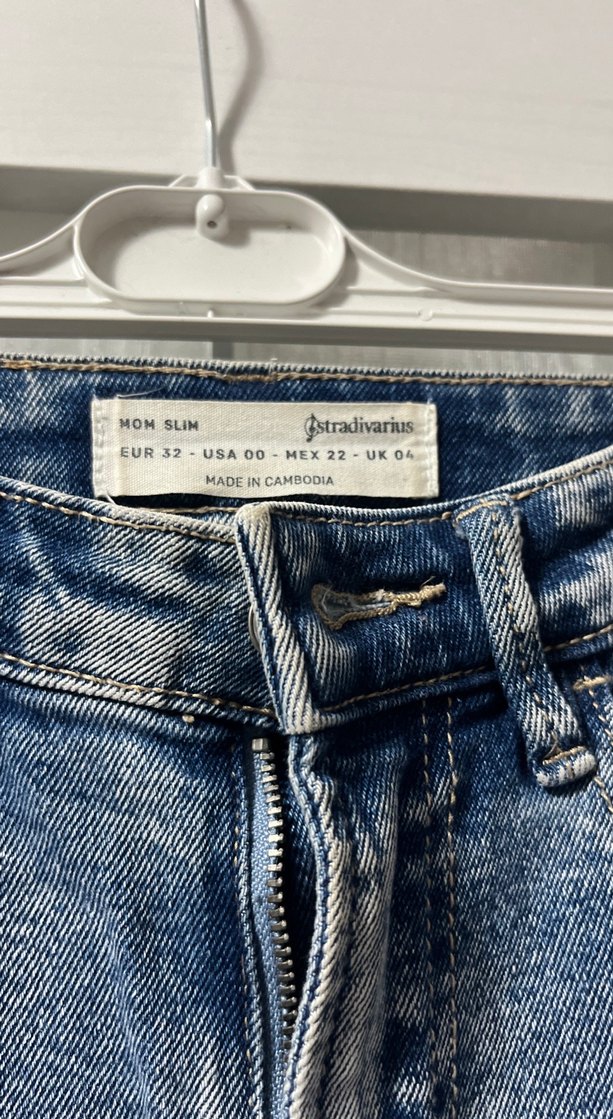 MOM SLIM stradivarius
EUR 32 - USA 00 - MEX 22 - UK 04
MADE IN CAMBODIA